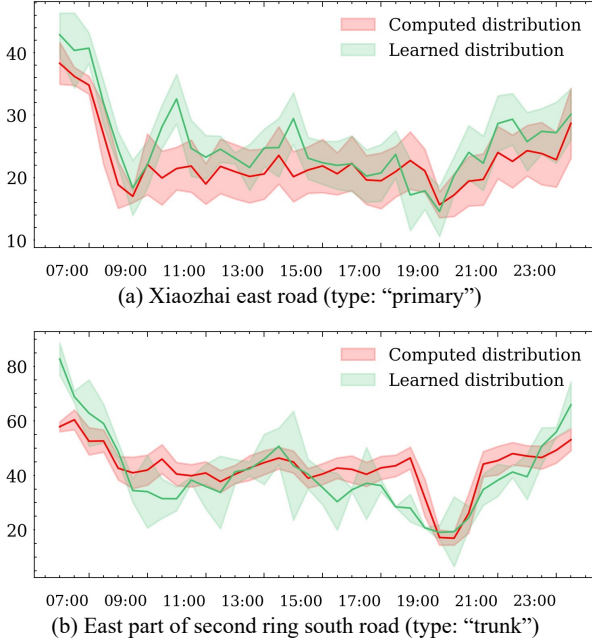 Computed distribution
Learned distribution
40
30
20
10
07:00 09:00 11:00 13:00 15:00 17:00 19:00 21:00 23:00
(a) Xiaozhai east road (type: “primary”)
Computed distribution
Learned distribution
80
60
40
20
07:00 09:00 11:00 13:00 15:00 17:00 19:00 21:00 23:00
(b) East part of second ring south road (type: “trunk”)